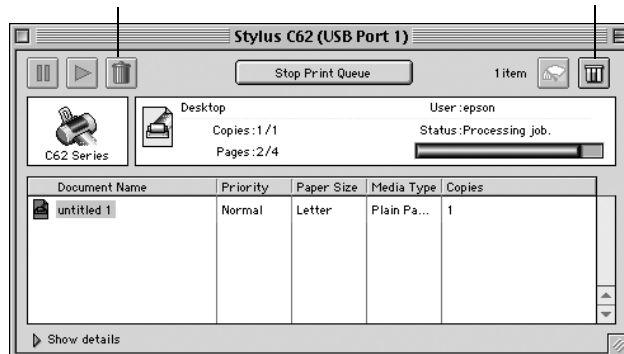 Stylus C62 (USB Port 1)
Stop Print Queue
1 item
C62 Series
Desktop
User:epson
Copies:1/1
Status:Processing job.
Pages:2/4
Document Name Priority Paper Size Media Type Copies
untitled 1 Normal Letter Plain Pa... 1
Show details